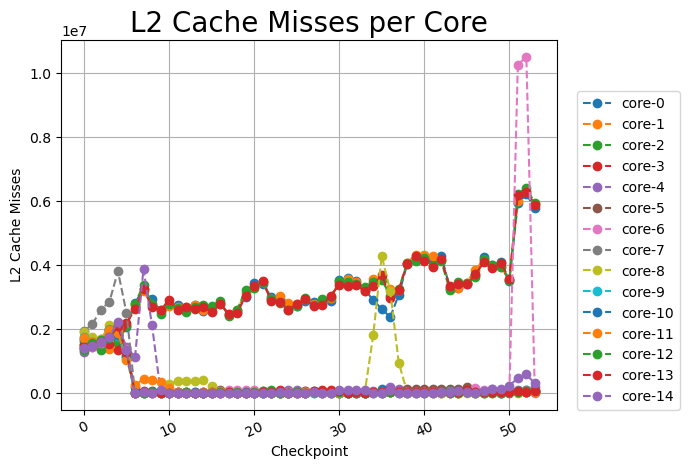 L2 Cache Misses per Core
1e7
1.0
0.8
0.6
0.4
0.2
0.0
L2 Cache Misses
0
10
20
30
40
50
Checkpoint
core-0
core-1
core-2
core-3
core-4
core-5
core-6
core-7
core-8
core-9
core-10
core-11
core-12
core-13
core-14